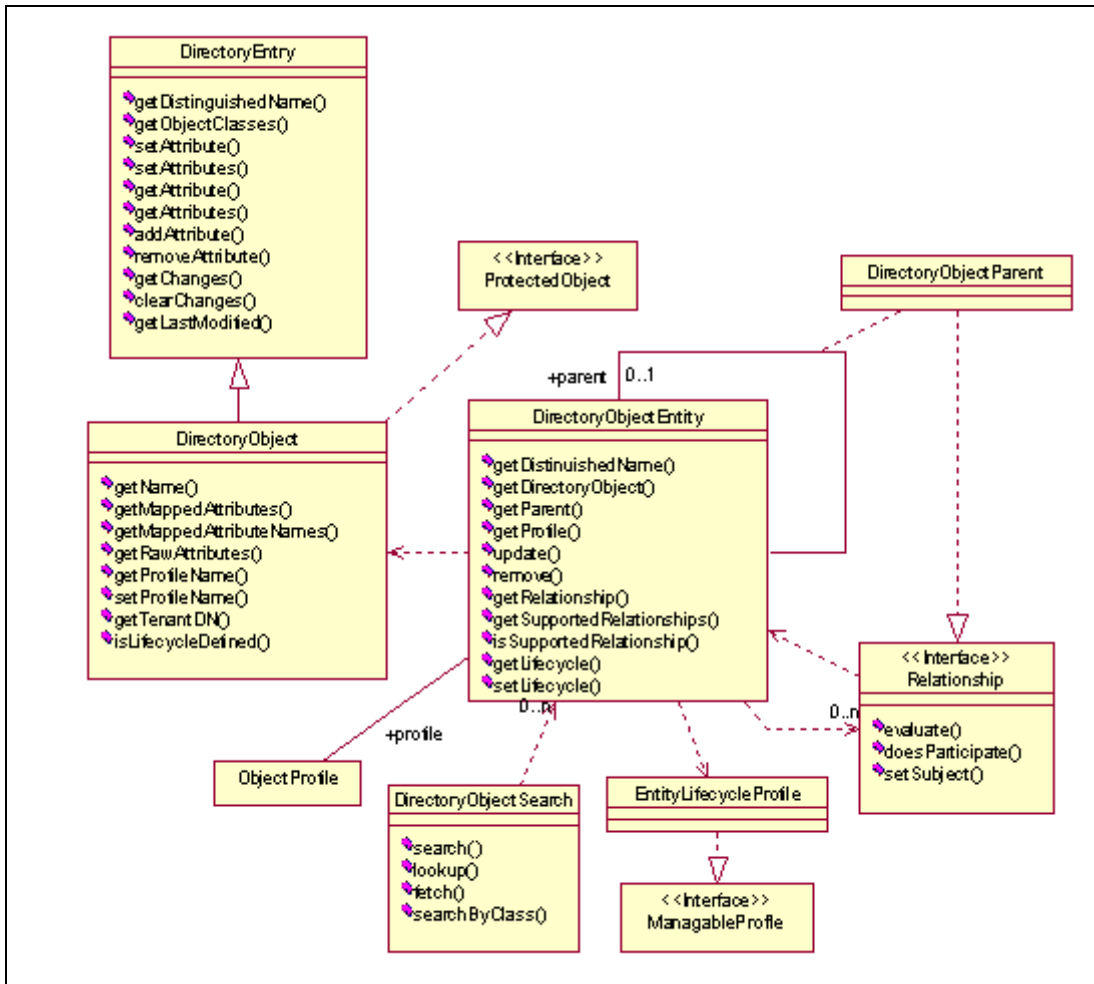 DirectoryEntry
getDistinguishedName()
getObjectClasses()
setAttribute()
setAttributes()
getAttribute()
getAttributes()
addAttribute()
removeAttribute()
getChanges()
clearChanges()
getLastModified()
<<Interface>>
ProtectedObject
DirectoryObjectParent
+parent
0..1
DirectoryObject
getName()
getMappedAttributes()
getMappedAttributeNames()
getRawAttributes()
getProfileName()
setProfileName()
getTenantDN()
isLifecycleDefined()
DirectoryObjectEntity
getDistinuishedName()
getDirectoryObject()
getParent()
getProfile()
update()
remove()
getRelationship()
getSupportedRelationships()
isSupportedRelationship()
getLifecycle()
setLifecycle()
<<Interface>>
Relationship
evaluate()
doesParticipate()
setSubject()
0..n
0..n
+profile
ObjectProfile
DirectoryObjectSearch
search()
lookup()
fetch()
searchByClass()
EntityLifecycleProfile
<<Interface>>
ManagableProfle